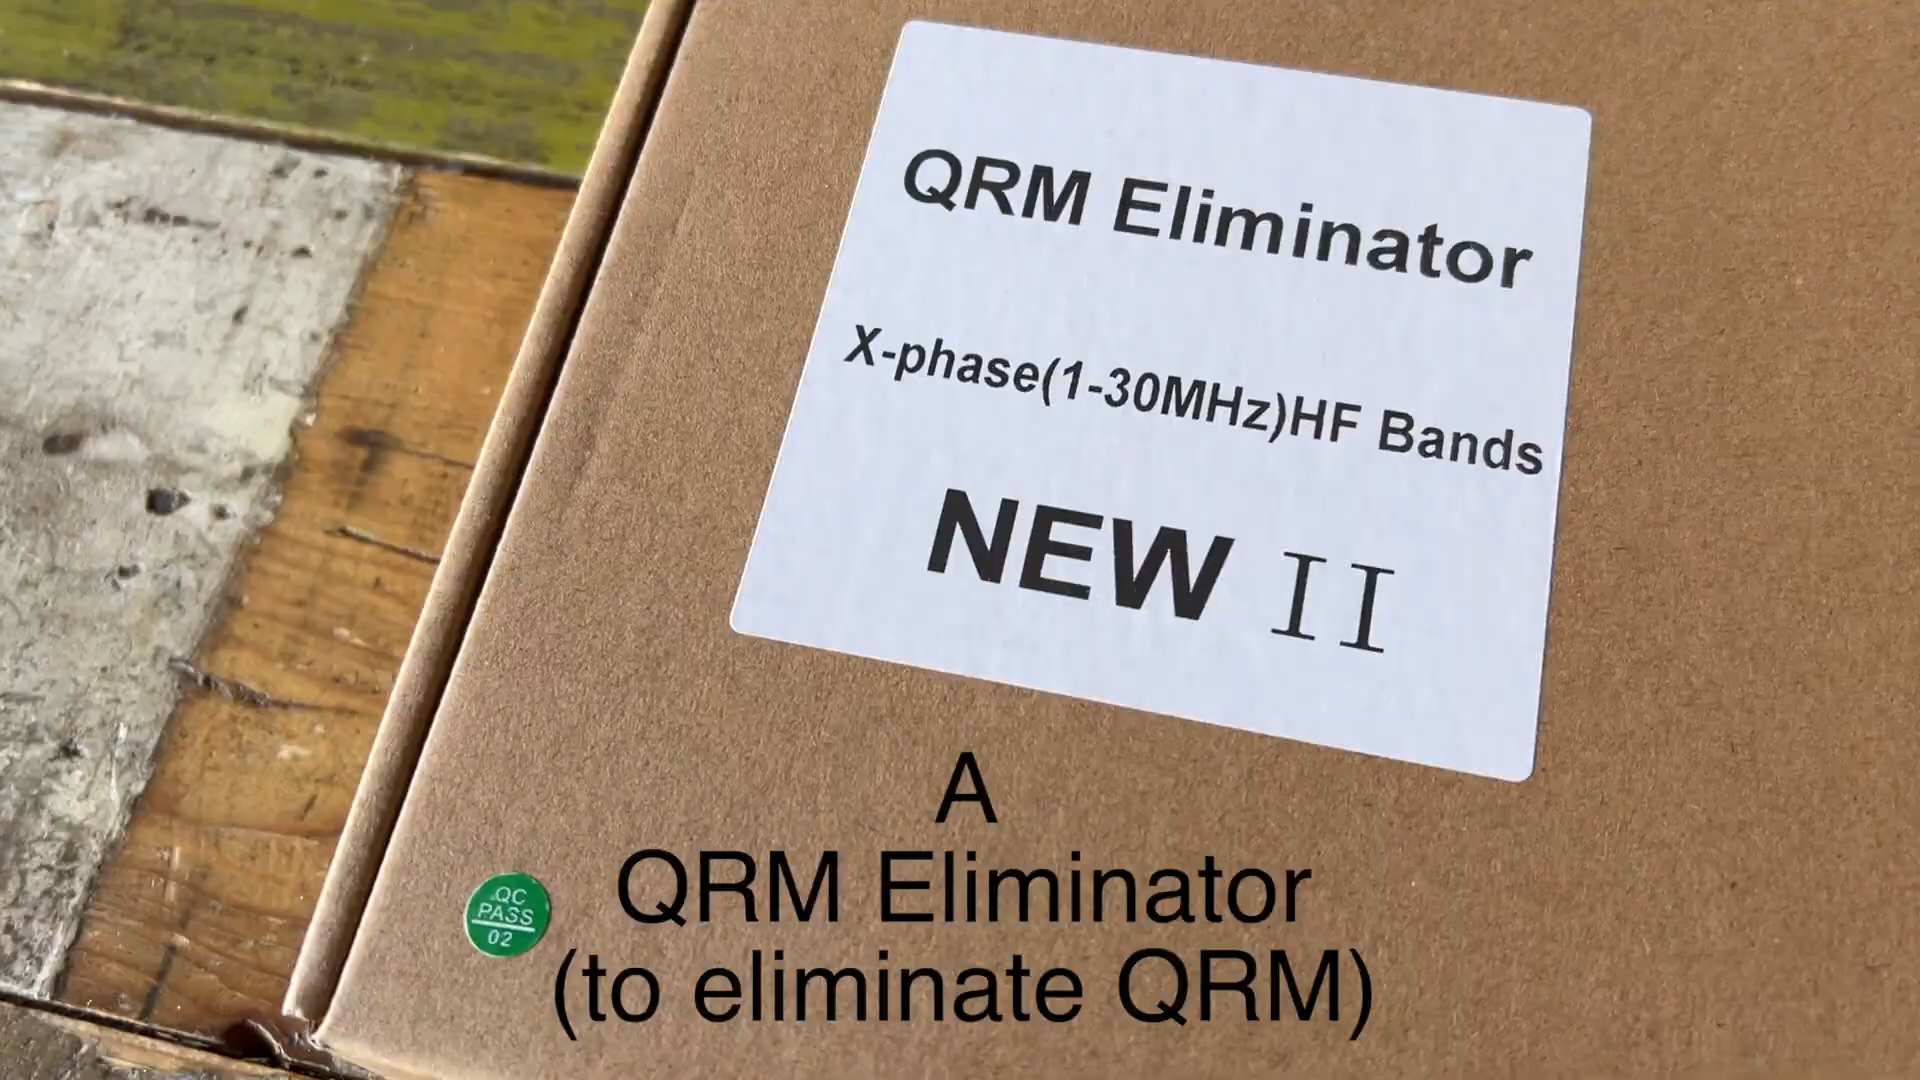 QRM Eliminator
X-phase(1-30MHz)HF Bands
NEW II
A
QRM Eliminator
(to eliminate QRM)
QC
PASS
02